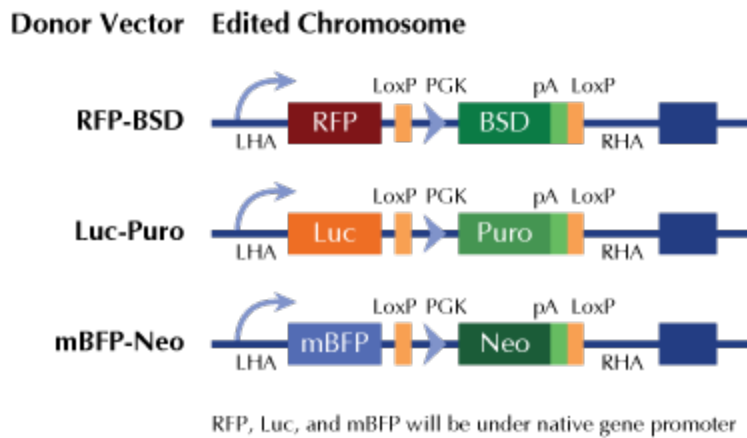 Donor Vector Edited Chromosome
LoxP PGK pA LoxP
RFP-BSD RFP BSD
LHA RHA
LoxP PGK pA LoxP
Luc-Puro Luc Puro
LHA RHA
LoxP PGK pA LoxP
mBFP-Neo mBFP Neo
LHA RHA
RFP, Luc, and mBFP will be under native gene promoter